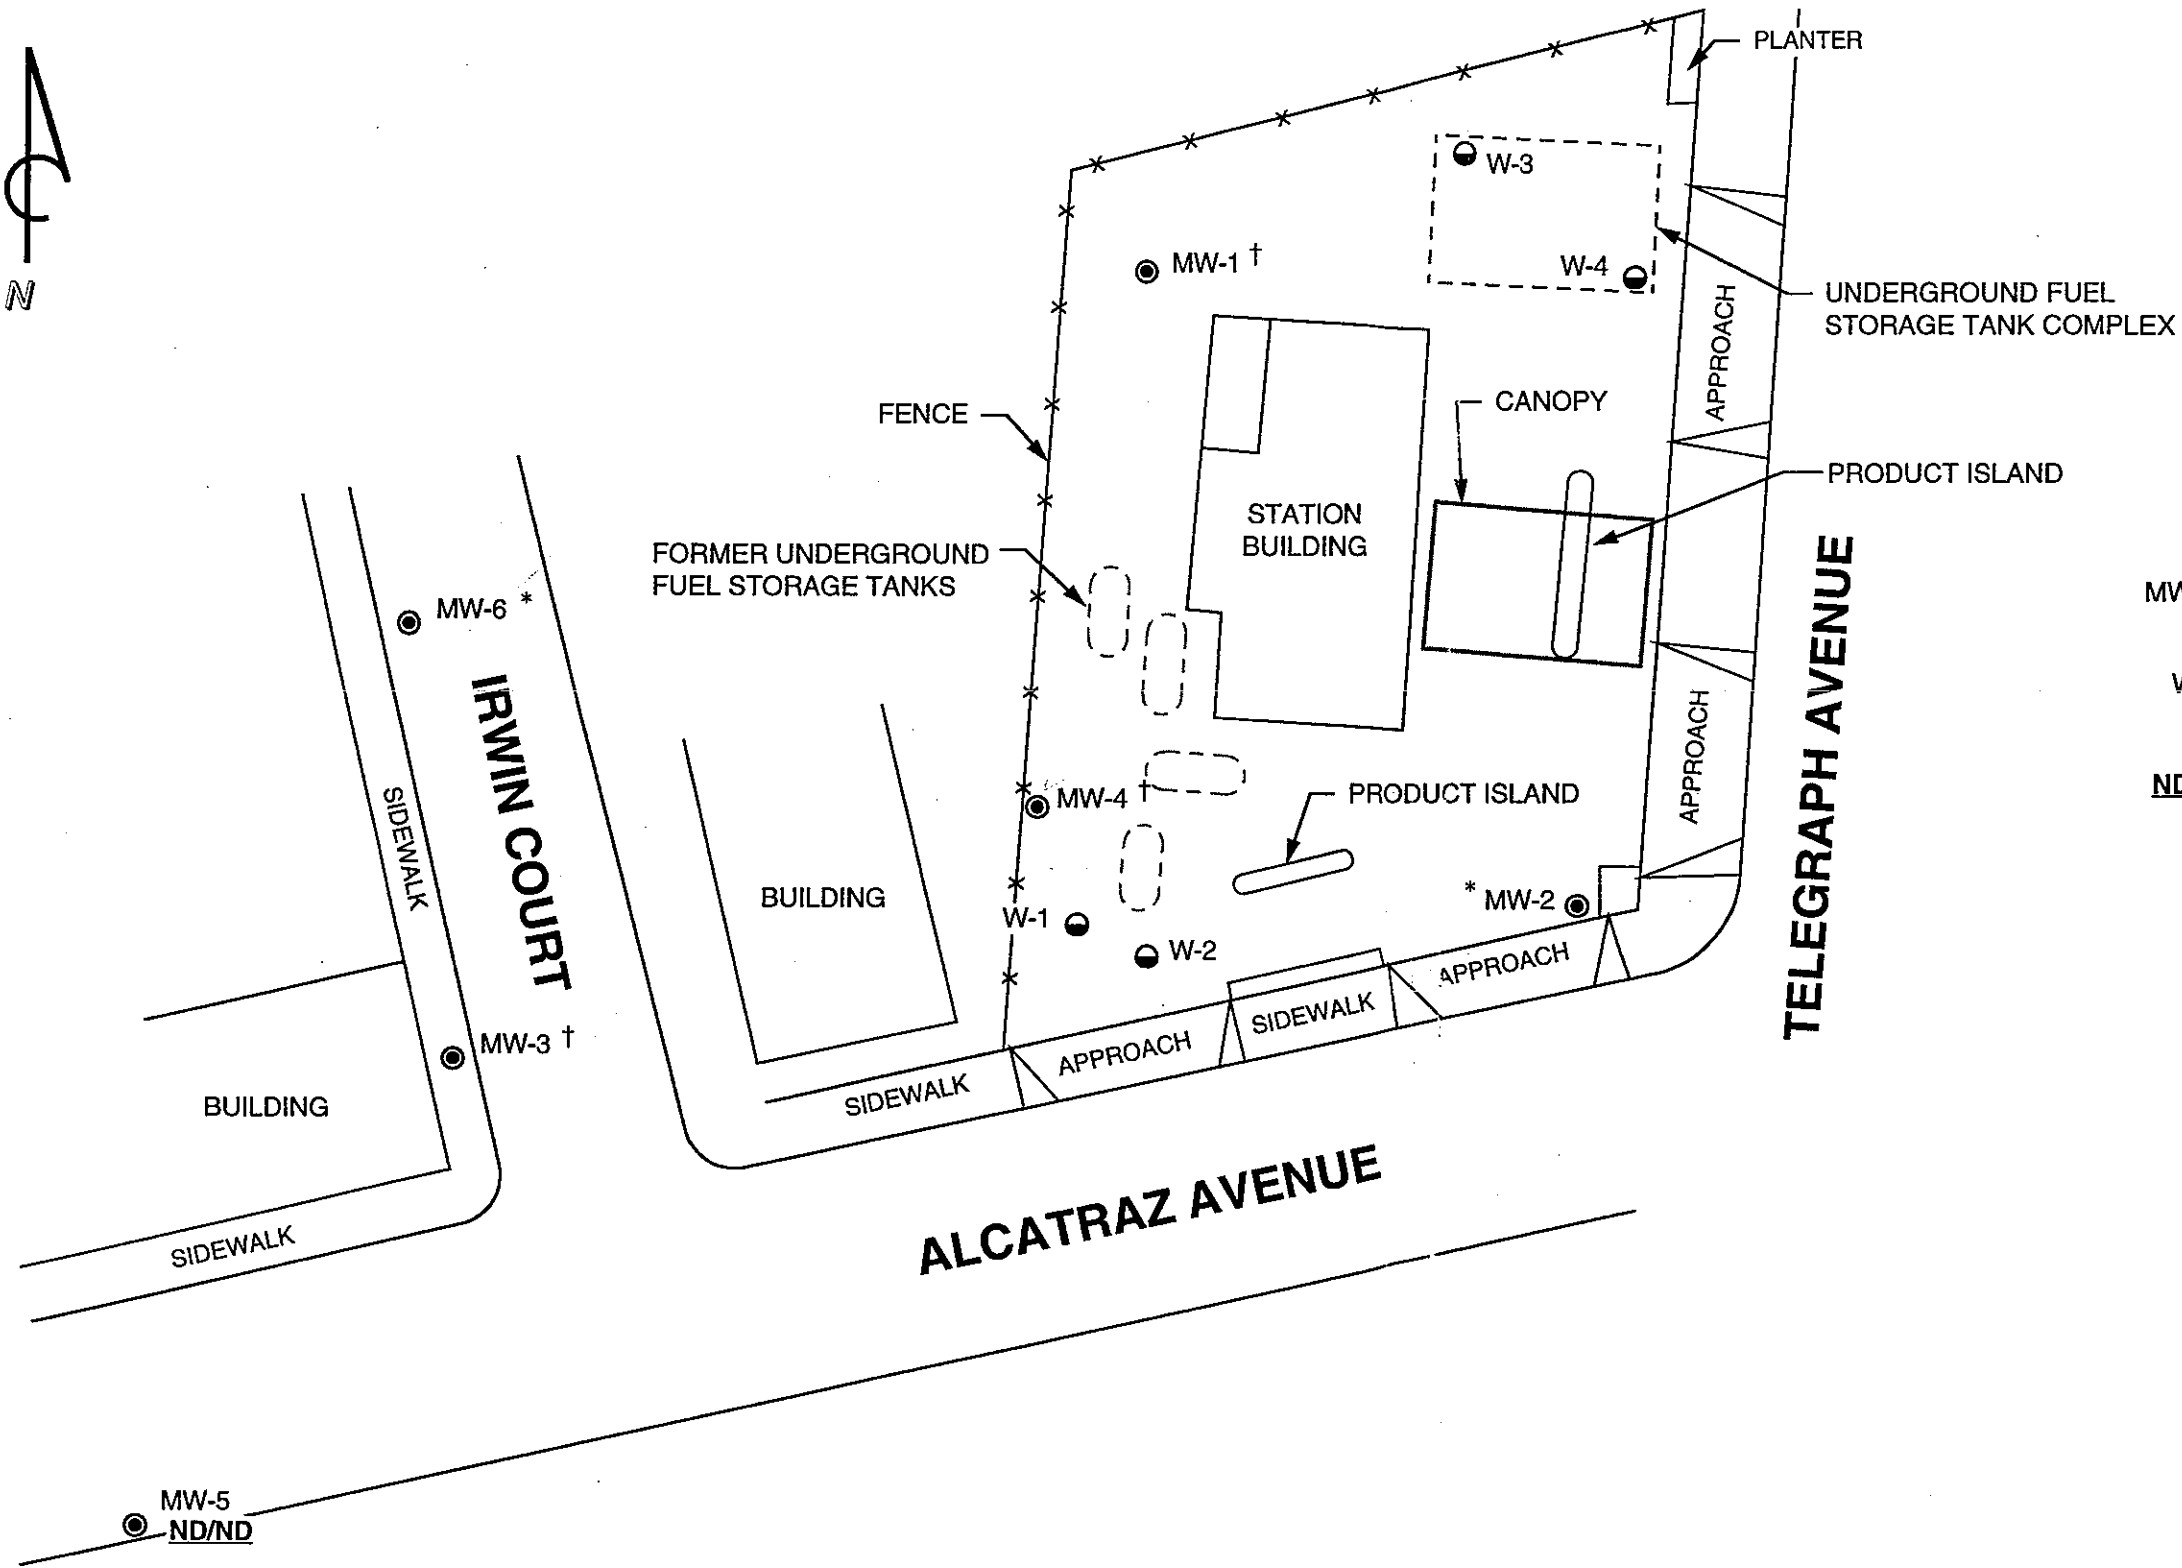 PLANTER
W-3
N
MW-1 †
W-4
UNDERGROUND FUEL
STORAGE TANK COMPLEX
APPROACH
FENCE
CANOPY
PRODUCT ISLAND
STATION
BUILDING
FORMER UNDERGROUND
FUEL STORAGE TANKS
MW-6 *
MW
IRWIN COURT
TELEGRAPH AVENUE
APPROACH
SIDEWALK
MW-4 †
PRODUCT ISLAND
ND
BUILDING
* MW-2
W-1
W-2
APPROACH
SIDEWALK
APPROACH
MW-3 †
SIDEWALK
BUILDING
ALCATRAZ AVENUE
SIDEWALK
MW-5
ND/ND